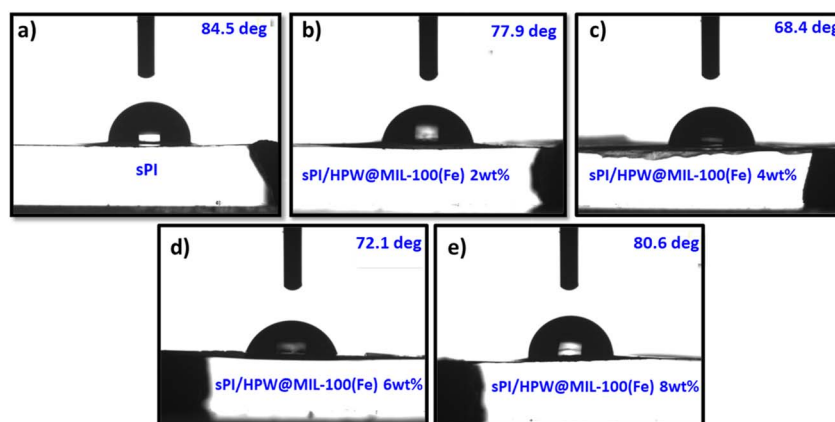 a)
84.5 deg
sPI
b)
77.9 deg
sPI/HPW@MIL-100(Fe) 2wt%
c)
68.4 deg
sPI/HPW@MIL-100(Fe) 4wt%
d)
72.1 deg
sPI/HPW@MIL-100(Fe) 6wt%
e)
80.6 deg
sPI/HPW@MIL-100(Fe) 8wt%